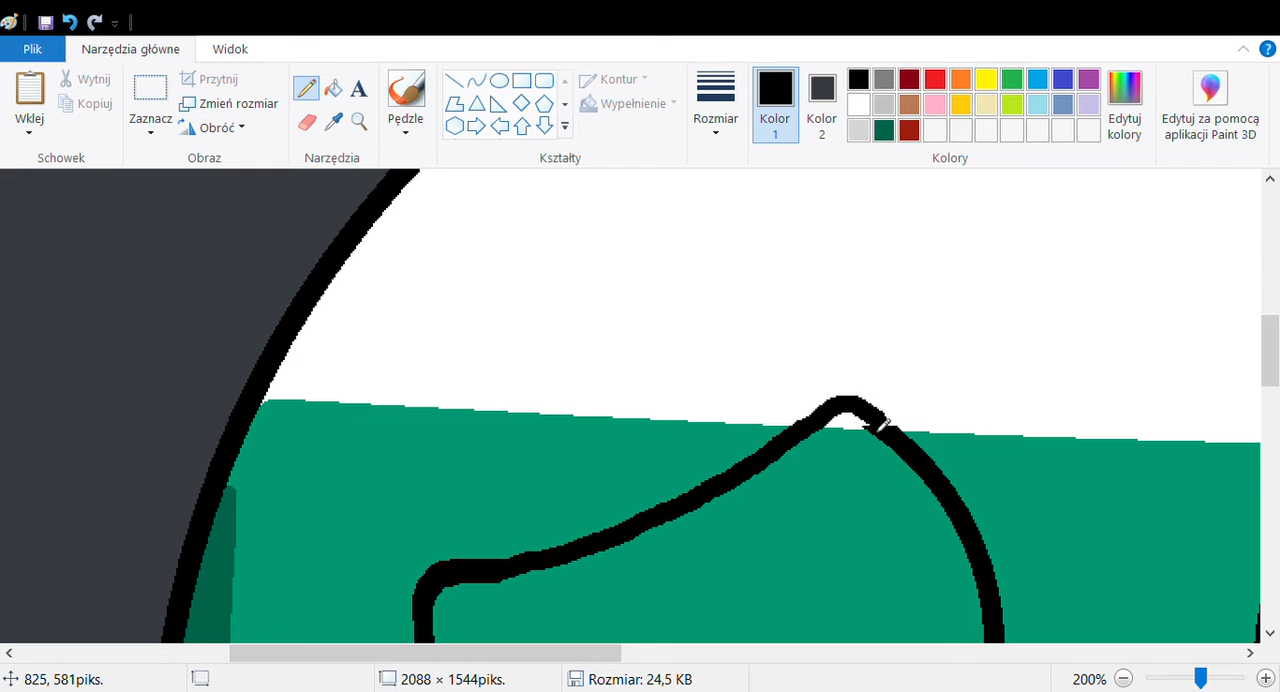 Plik Narzędzia główne Widok
Wklej
Wytnij
Kopiuj
Schowek
Zaznacz
Przytnij
Zmień rozmiar
Obróć
Obraz
A
Narzędzia
Pędzle
Kontur
Wypełnienie
Kształty
Rozmiar
Kolor
1
Kolor
2
Edytuj
kolory
Kolory
Edytuj za pomocą
aplikacji Paint 3D
?
825, 581piks. 2088 × 1544piks. Rozmiar: 24,5 KB 200%